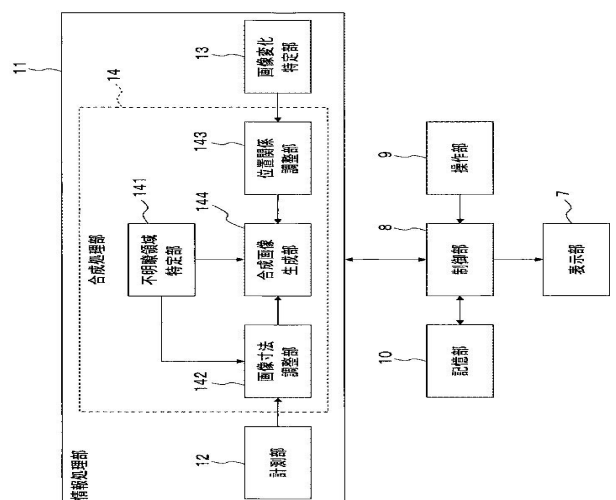 情報処理部
11
合成処理部
14
不明瞭領域
特定部
141
計測部
12
画像寸法
調整部
142
合成画像
生成部
144
位置関係
調整部
143
画像変化
特定部
13
記憶部
10
制御部
8
操作部
9
表示部
7